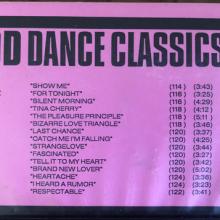 OD DANCE CLASSICS
"SHOW ME" (114) (3:43)
"FOR TONIGHT" (116) (3:25)
"SILENT MORNING" (116) (4:29)
"TINA CHERRY" (116) (4:25)
"THE PLEASURE PRINCIPLE" (118) (5:11)
"BIZARRE LOVE TRIANGLE" (118) (3:46)
"LAST CHANCE" (120)
"CATCH ME I'M FALLING" (120) (4:35)
"STRANGELOVE" (120) (3:44)
"FASCINATED" (120) (3:27)
"TELL IT TO MY HEART" (120) (3:42)
"BRAND NEW LOVER" (120) (5:02)
"HEARTACHE" (124) (3:36)
"I HEARD A RUMOR" (124) (3:23)
"RESPECTABLE" (122) (3:41)